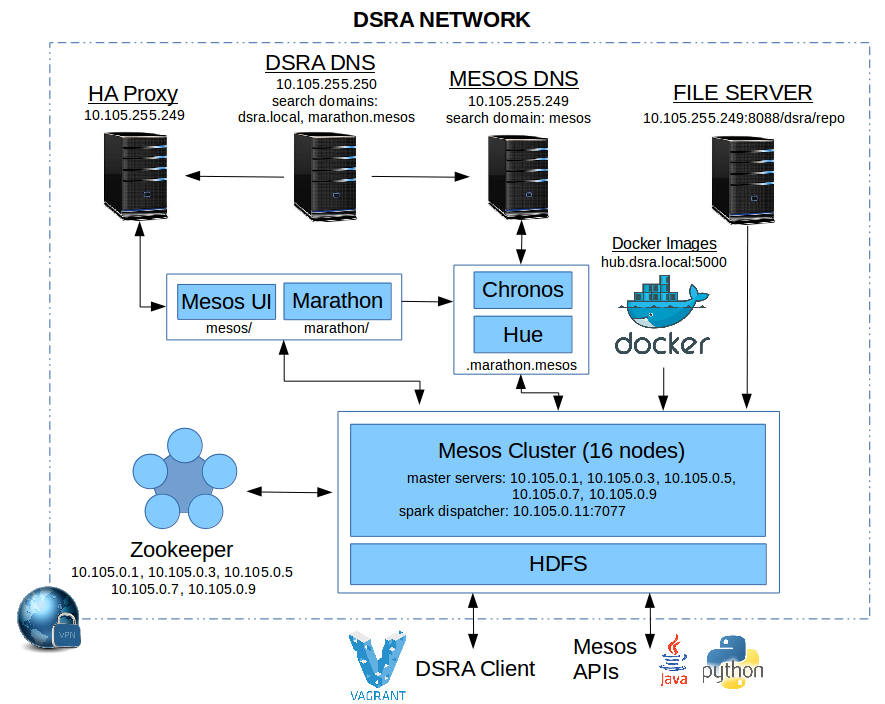 DSRA NETWORK
DSRA DNS
10.105.255.250
search domains:
dsra.local, marathon.mesos
HA Proxy
10.105.255.249
MESOS DNS
10.105.255.249
search domain: mesos
FILE SERVER
10.105.255.249:8088/dsra/repo
Docker Images
hub.dsra.local:5000
docker
Mesos UI
mesos/
Marathon
marathon/
Chronos
Hue
.marathon.mesos
Mesos Cluster (16 nodes)
master servers: 10.105.0.1, 10.105.0.3, 10.105.0.5,
10.105.0.7, 10.105.0.9
spark dispatcher: 10.105.0.11:7077
HDFS
Zookeeper
10.105.0.1, 10.105.0.3, 10.105.0.5
10.105.0.7, 10.105.0.9
VPN
VAGRANT
DSRA Client
Mesos
APIs
Java
python